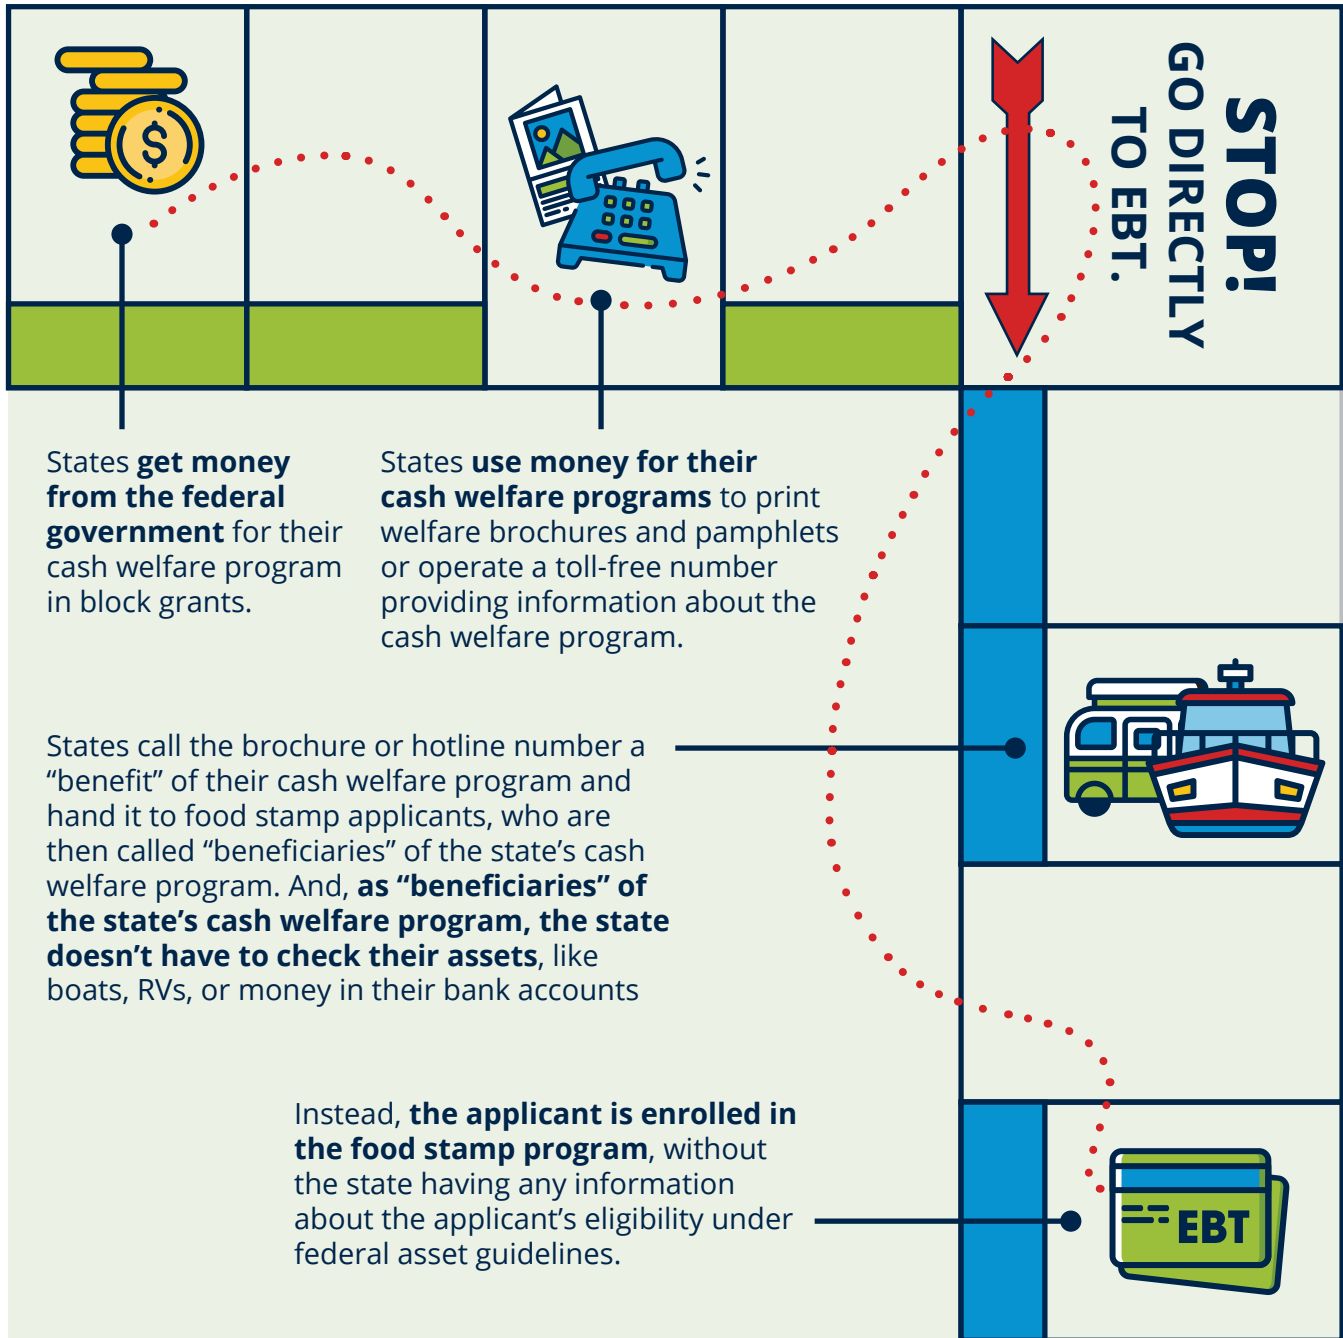 STOP!
GO DIRECTLY
TO EBT.
States get money
from the federal
government for their
cash welfare program
in block grants.
States use money for their
cash welfare programs to print
welfare brochures and pamphlets
or operate a toll-free number
providing information about the
cash welfare program.
States call the brochure or hotline number a
“benefit” of their cash welfare program and
hand it to food stamp applicants, who are
then called “beneficiaries” of the state’s cash
welfare program. And, as “beneficiaries” of
the state’s cash welfare program, the state
doesn’t have to check their assets, like
boats, RVs, or money in their bank accounts
Instead, the applicant is enrolled in
the food stamp program, without
the state having any information
about the applicant’s eligibility under
federal asset guidelines.
$
EBT